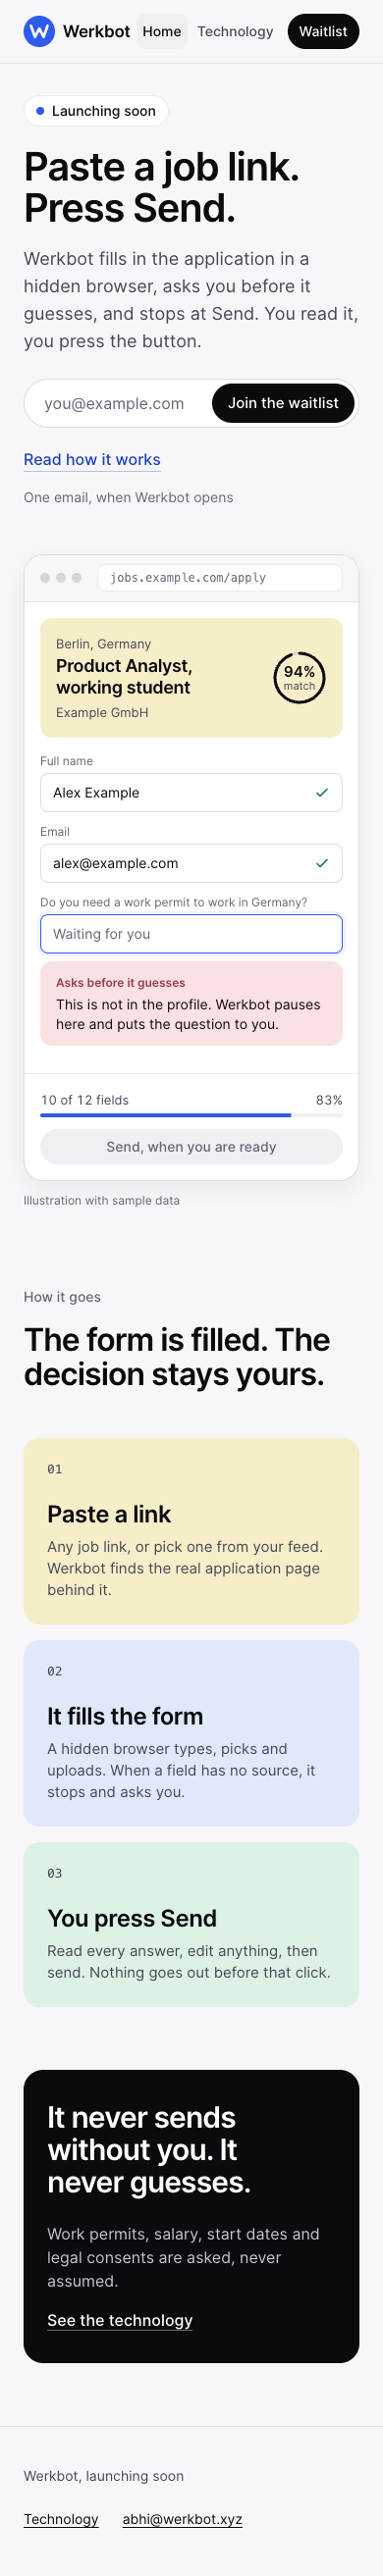 Werkbot Home Technology Waitlist
Launching soon
Paste a job link.
Press Send.
Werkbot fills in the application in a
hidden browser, asks you before it
guesses, and stops at Send. You read it,
you press the button.
you@example.com Join the waitlist
Read how it works
One email, when Werkbot opens
jobs.example.com/apply
Berlin, Germany
Product Analyst,
working student
Example GmbH
94%
match
Full name
Alex Example
Email
alex@example.com
Do you need a work permit to work in Germany?
Waiting for you
Asks before it guesses
This is not in the profile. Werkbot pauses
here and puts the question to you.
10 of 12 fields 83%
Send, when you are ready
Illustration with sample data
How it goes
The form is filled. The
decision stays yours.
01
Paste a link
Any job link, or pick one from your feed.
Werkbot finds the real application page
behind it.
02
It fills the form
A hidden browser types, picks and
uploads. When a field has no source, it
stops and asks you.
03
You press Send
Read every answer, edit anything, then
send. Nothing goes out before that click.
It never sends
without you. It
never guesses.
Work permits, salary, start dates and
legal consents are asked, never
assumed.
See the technology
Werkbot, launching soon
Technology abhi@werkbot.xyz